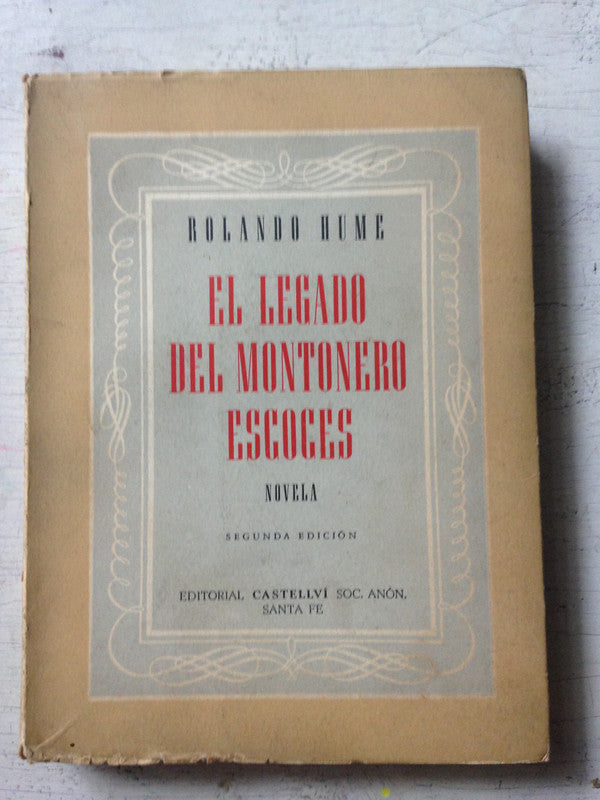 ROLANDO HUME
EL LEGADO
DEL MONTONERO
ESCOCES
NOVELA
SEGUNDA EDICIÓN
EDITORIAL CASTELLVÍ SOC. ANÓN.
SANTA FE